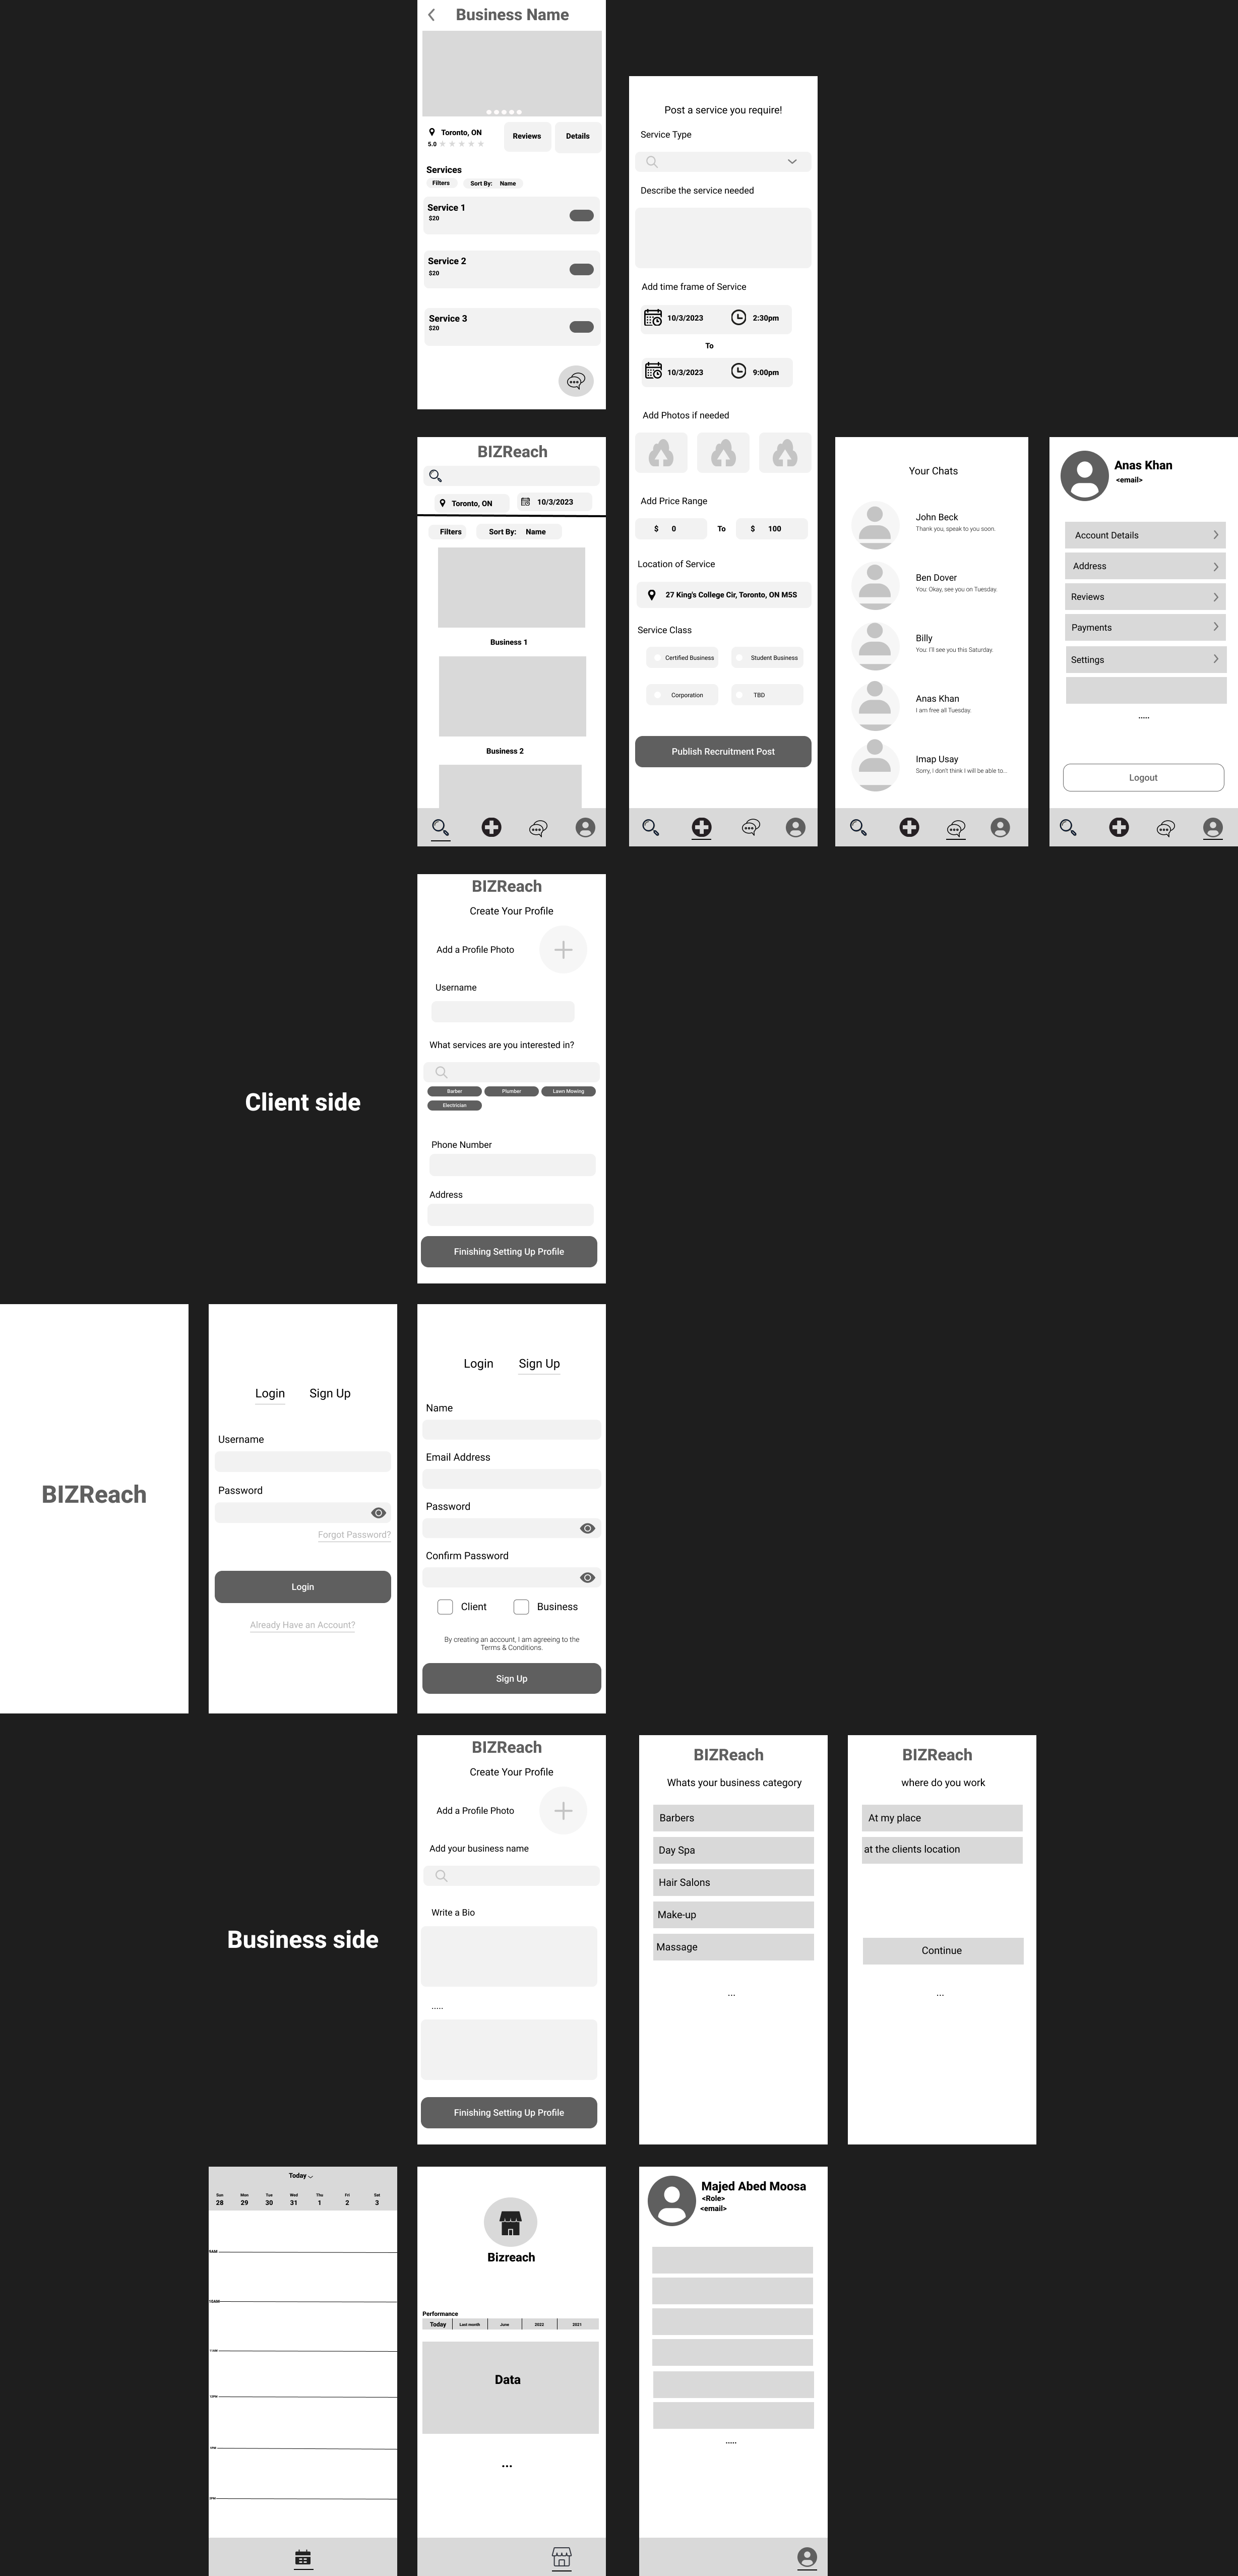 Business Name
Toronto, ON
5.0
Reviews
Details
Services
Filters
Sort By: Name
Service 1
$20
Service 2
$20
Service 3
$20
Post a service you require!
Service Type
Describe the service needed
Add time frame of Service
10/3/2023
2:30pm
To
10/3/2023
9:00pm
Add Photos if needed
Add Price Range
$ 0
To
$ 100
Location of Service
27 King's College Cir, Toronto, ON M5S
Service Class
Certified Business
Student Business
Corporation
TBD
Publish Recruitment Post
BIZReach
Toronto, ON
10/3/2023
Filters
Sort By: Name
Business 1
Business 2
Your Chats
John Beck
Thank you, speak to you soon.
Ben Dover
You: Okay, see you on Tuesday.
Billy
You: I'll see you this Saturday.
Anas Khan
I am free all Tuesday.
Imap Usay
Sorry, I don't think I will be able to...
Anas Khan
<email>
Account Details
Address
Reviews
Payments
Settings
.....
Logout
Client side
BIZReach
Create Your Profile
Add a Profile Photo
Username
What services are you interested in?
Barber
Plumber
Lawn Mowing
Electrician
Phone Number
Address
Finishing Setting Up Profile
BIZReach
Login
Sign Up
Username
Password
Forgot Password?
Login
Already Have an Account?
Login
Sign Up
Name
Email Address
Password
Confirm Password
Client
Business
By creating an account, I am agreeing to the
Terms & Conditions.
Sign Up
Business side
BIZReach
Create Your Profile
Add a Profile Photo
Add your business name
Write a Bio
.....
Finishing Setting Up Profile
BIZReach
Whats your business category
Barbers
Day Spa
Hair Salons
Make-up
Massage
...
BIZReach
where do you work
At my place
at the clients location
Continue
...
Today
Sun Mon Tue Wed Thu Fri Sat
28 29 30 31 1 2 3
9AM
10AM
11AM
12PM
1PM
2PM
Bizreach
Performance
Today
Last month
June
2022
2021
Data
...
Majed Abed Moosa
<Role>
<email>
.....